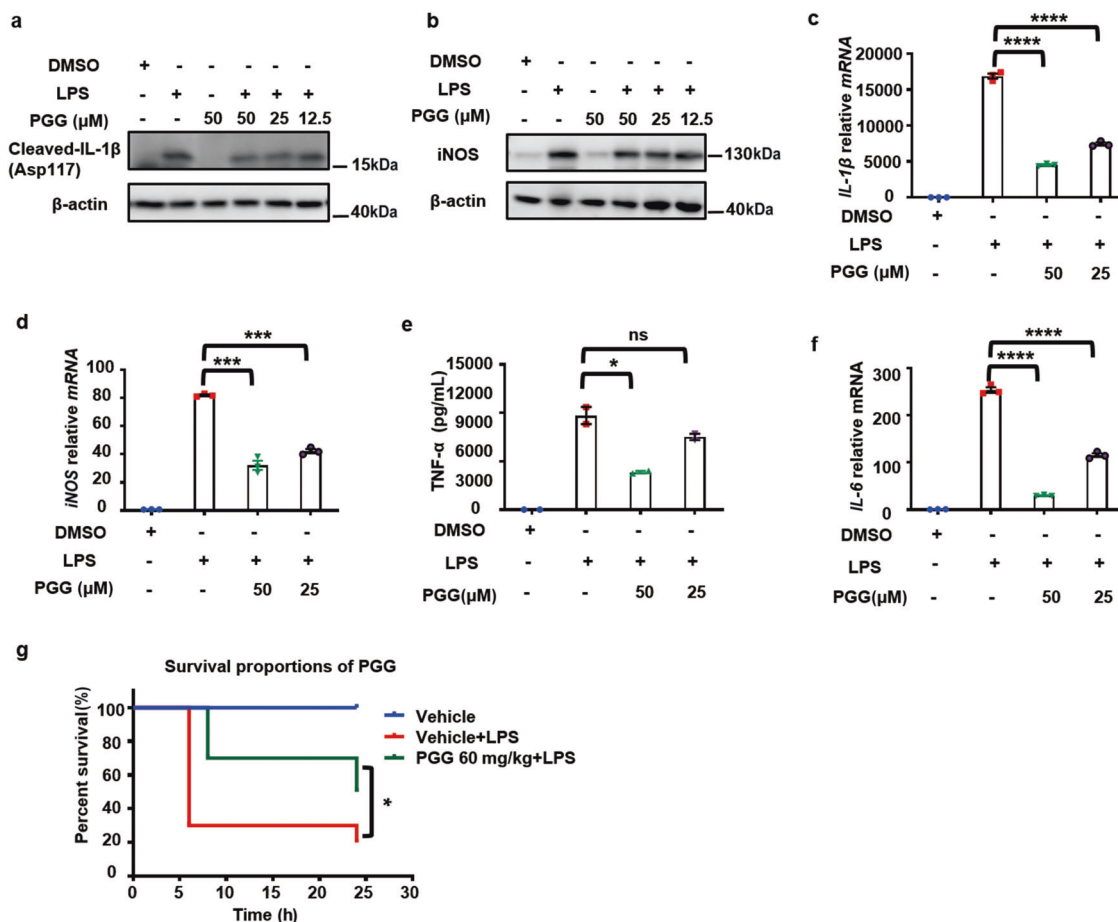 a
DMSO + - - - - -
LPS - + - + + +
PGG (μM) - - 50 50 25 12.5
Cleaved-IL-1β
(Asp117)
15kDa
β-actin
40kDa
b
DMSO + - - - - -
LPS - + - + + +
PGG (μM) - - 50 50 25 12.5
iNOS
130kDa
β-actin
40kDa
c
****
****
IL-1β relative mRNA
20000
15000
10000
5000
0
DMSO + - - -
LPS - + + +
PGG (μM) - - 50 25
d
***
***
iNOS relative mRNA
100
80
60
40
20
0
DMSO + - - -
LPS - + + +
PGG (μM) - - 50 25
e
ns
*
TNF-α (pg/mL)
15000
12000
9000
6000
3000
0
DMSO + - - -
LPS - + + +
PGG(μM) - - 50 25
f
****
****
IL-6 relative mRNA
300
200
100
0
DMSO + - - -
LPS - + + +
PGG(μM) - - 50 25
g
Survival proportions of PGG
Percent survival(%)
100
80
60
40
20
0
0 5 10 15 20 25 30
Time (h)
Vehicle
Vehicle+LPS
PGG 60 mg/kg+LPS
*